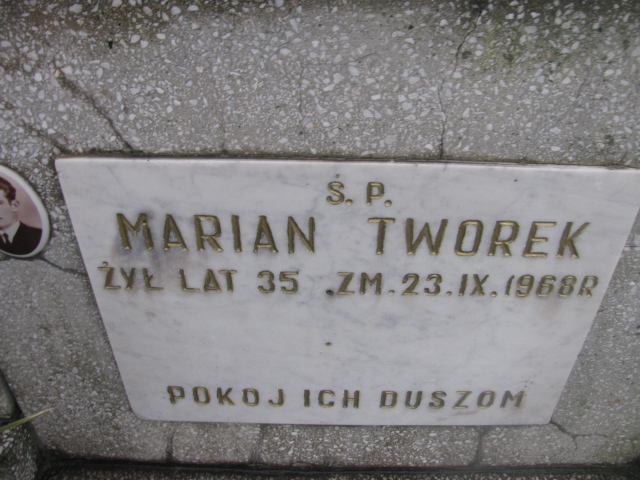 Ś. P.
MARIAN TWOREK
ŻYŁ LAT 35 .ZM. 23. IX. 1968R
POKOJ ICH DUSZOM